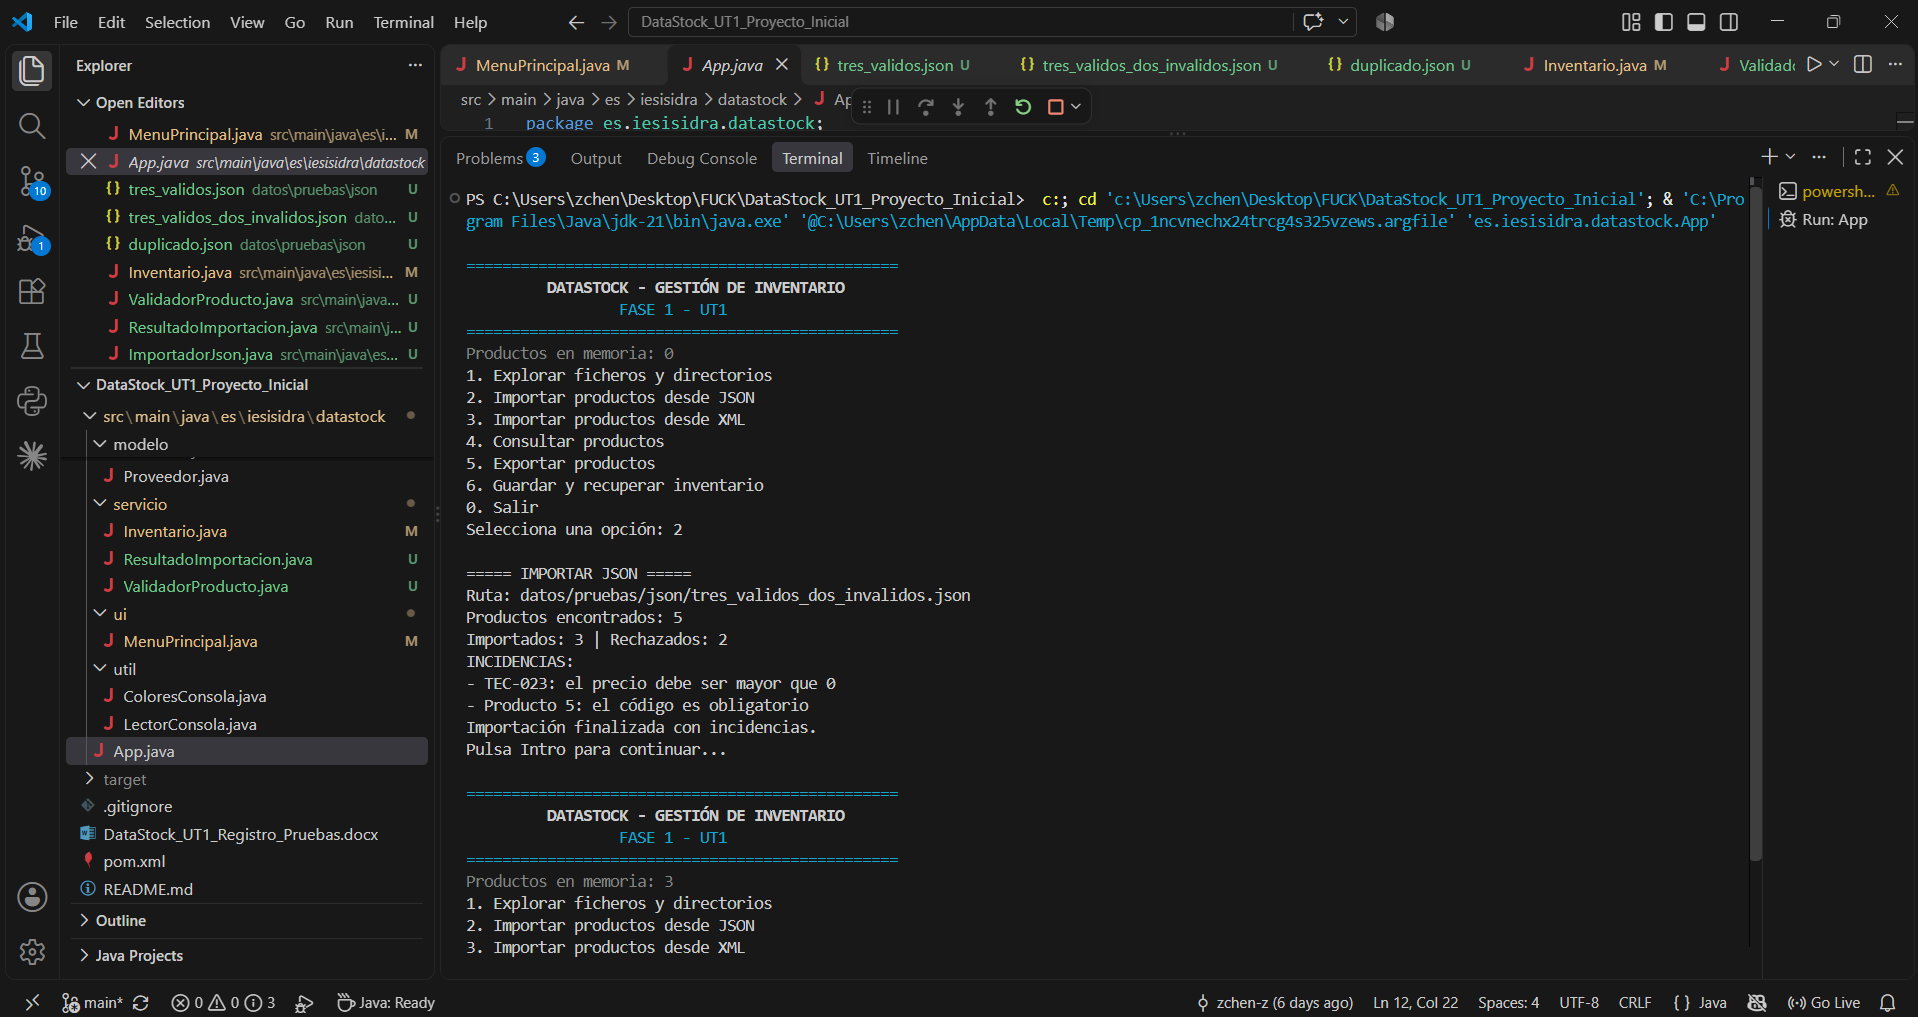 File Edit Selection View Go Run Terminal Help
DataStock_UT1_Proyecto_Inicial
Explorer
Open Editors
MenuPrincipal.java src\main\java\es\i... M
App.java src\main\java\es\iesisidra\datastock
tres_validos.json datos\pruebas\json U
tres_validos_dos_invalidos.json dato... U
duplicado.json datos\pruebas\json U
Inventario.java src\main\java\es\iesisi... M
ValidadorProducto.java src\main\java... U
ResultadoImportacion.java src\main\j... U
ImportadorJson.java src\main\java\es... U
DataStock_UT1_Proyecto_Inicial
src\main\java\es\iesisidra\datastock
modelo
Proveedor.java
servicio
Inventario.java M
ResultadoImportacion.java U
ValidadorProducto.java U
ui
MenuPrincipal.java M
util
ColoresConsola.java
LectorConsola.java
App.java
target
.gitignore
DataStock_UT1_Registro_Pruebas.docx
pom.xml
README.md
Outline
Java Projects
10
1
MenuPrincipal.java M App.java tres_validos.json U tres_validos_dos_invalidos.json U duplicado.json U Inventario.java M Validado
src > main > java > es > iesisidra > datastock > Ap
1 package es.iesisidra.datastock;
Problems 3 Output Debug Console Terminal Timeline
PS C:\Users\zchen\Desktop\FUCK\DataStock_UT1_Proyecto_Inicial> c:; cd 'c:\Users\zchen\Desktop\FUCK\DataStock_UT1_Proyecto_Inicial'; & 'C:\Pro
gram Files\Java\jdk-21\bin\java.exe' '@C:\Users\zchen\AppData\Local\Temp\cp_1ncvnechx24trcg4s325vzews.argfile' 'es.iesisidra.datastock.App'
================================================
DATASTOCK - GESTIÓN DE INVENTARIO
FASE 1 - UT1
================================================
Productos en memoria: 0
1. Explorar ficheros y directorios
2. Importar productos desde JSON
3. Importar productos desde XML
4. Consultar productos
5. Exportar productos
6. Guardar y recuperar inventario
0. Salir
Selecciona una opción: 2
===== IMPORTAR JSON =====
Ruta: datos/pruebas/json/tres_validos_dos_invalidos.json
Productos encontrados: 5
Importados: 3 | Rechazados: 2
INCIDENCIAS:
- TEC-023: el precio debe ser mayor que 0
- Producto 5: el código es obligatorio
Importación finalizada con incidencias.
Pulsa Intro para continuar...
================================================
DATASTOCK - GESTIÓN DE INVENTARIO
FASE 1 - UT1
================================================
Productos en memoria: 3
1. Explorar ficheros y directorios
2. Importar productos desde JSON
3. Importar productos desde XML
powersh...
Run: App
main* 0 0 3 Java: Ready zchen-z (6 days ago) Ln 12, Col 22 Spaces: 4 UTF-8 CRLF { } Java Go Live